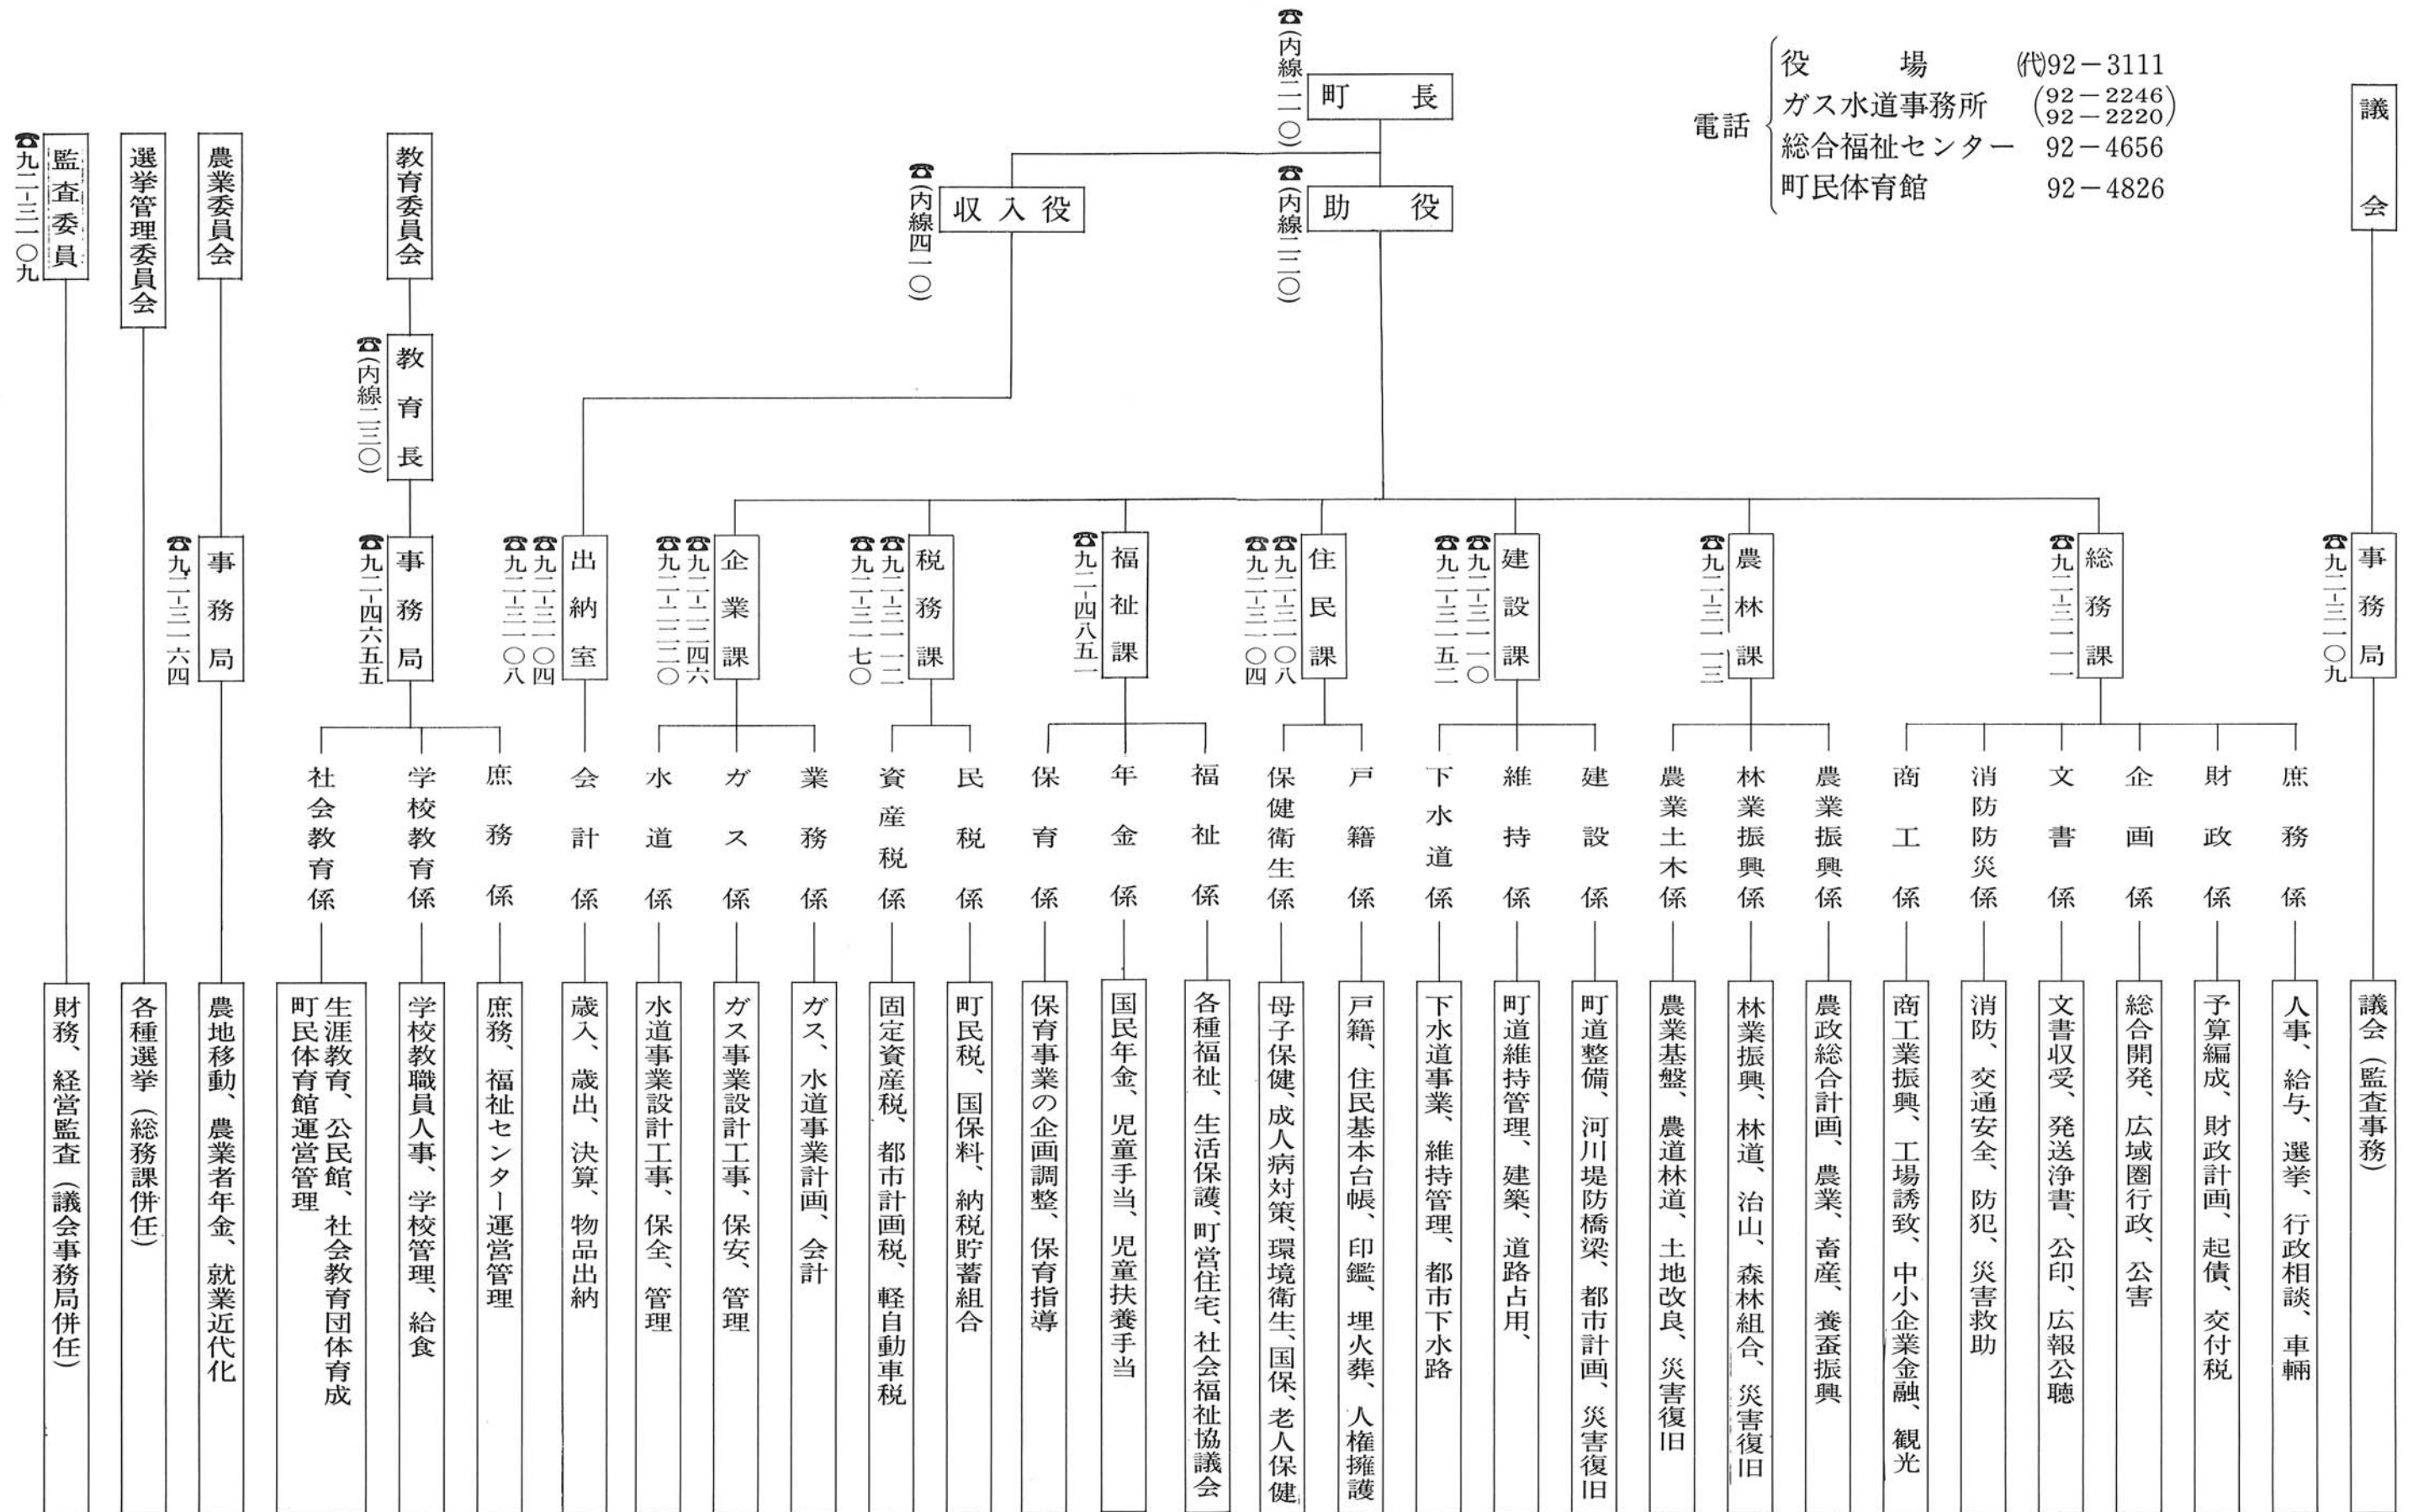 ☎(内線二一〇)
町長
☎(内線四一〇)
収入役
☎(内線二二〇)
助役
電話
役場 (代)92-3111
ガス水道事務所 (92-2246
92-2220)
総合福祉センター 92-4656
町民体育館 92-4826
議会
事務局
☎九二-三一〇九
議会(監査事務)
総務課
☎九二-三一一一
庶務係
人事、給与、選挙、行政相談、車輛
財政係
予算編成、財政計画、起債、交付税
企画係
総合開発、広域圏行政、公害
文書係
文書収受、発送浄書、公印、広報公聴
消防防災係
消防、交通安全、防犯、災害救助
商工係
商工業振興、工場誘致、中小企業金融、観光
農林課
☎九二-三一一三
農業振興係
農政総合計画、農業、畜産、養蚕振興
林業振興係
林業振興、林道、治山、森林組合、災害復旧
農業土木係
農業基盤、農道林道、土地改良、災害復旧
建設課
☎九二-三一一〇
☎九二-三一五二
建設係
町道整備、河川堤防橋梁、都市計画、災害復旧
維持係
町道維持管理、建築、道路占用、
下水道係
下水道事業、維持管理、都市下水路
住民課
☎九二-三一〇八
☎九二-三一〇四
戸籍係
戸籍、住民基本台帳、印鑑、埋火葬、人権擁護
保健衛生係
母子保健、成人病対策、環境衛生、国保、老人保健
福祉課
☎九二-四八五一
福祉係
各種福祉、生活保護、町営住宅、社会福祉協議会
年金係
国民年金、児童手当、児童扶養手当
保育係
保育事業の企画調整、保育指導
税務課
☎九二-三一一二
☎九二-三一七〇
民税係
町民税、国保料、納税貯蓄組合
資産税係
固定資産税、都市計画税、軽自動車税
企業課
☎九二-二二四六
☎九二-二二二〇
業務係
ガス、水道事業計画、会計
ガス係
ガス事業設計工事、保安、管理
水道係
水道事業設計工事、保全、管理
出納室
☎九二-三一〇四
☎九二-三一〇八
会計係
歳入、歳出、決算、物品出納
教育委員会
教育長
☎(内線二三〇)
事務局
☎九二-四六五五
庶務係
庶務、福祉センター運営管理
学校教育係
学校教職員人事、学校管理、給食
社会教育係
生涯教育、公民館、社会教育団体育成
町民体育館運営管理
農業委員会
事務局
☎九二-三一六四
農地移動、農業者年金、就業近代化
選挙管理委員会
各種選挙(総務課併任)
監査委員
☎九二-三一〇九
財務、経営監査(議会事務局併任)